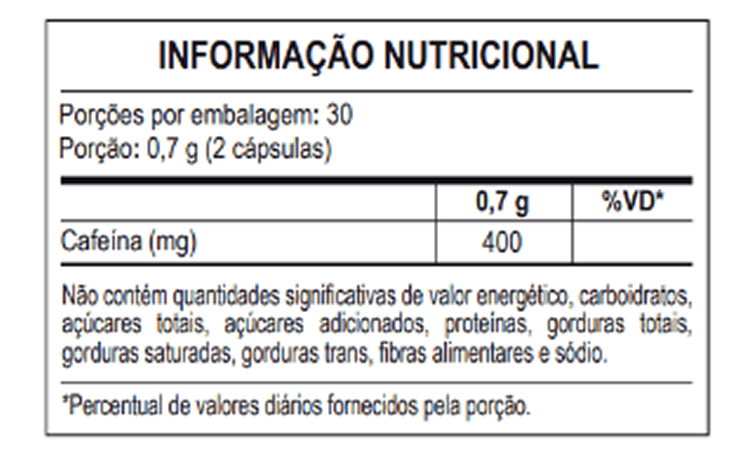 INFORMAÇÃO NUTRICIONAL
Porções por embalagem: 30
Porção: 0,7 g (2 cápsulas)
0,7 g %VD*
Cafeína (mg) 400
Não contém quantidades significativas de valor energético, carboidratos,
açúcares totais, açúcares adicionados, proteínas, gorduras totais,
gorduras saturadas, gorduras trans, fibras alimentares e sódio.
*Percentual de valores diários fornecidos pela porção.